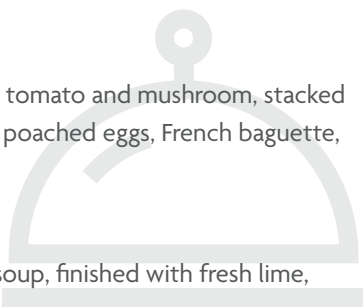 tomato and mushroom, stacked
poached eggs, French baguette,
soup, finished with fresh lime,